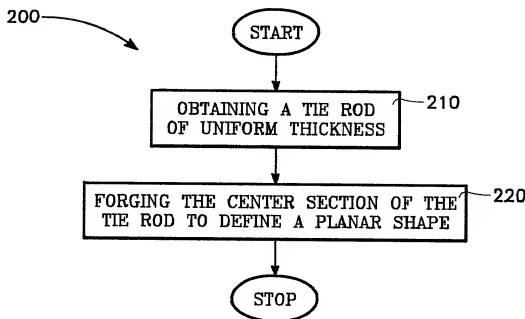 200
START
OBTAINING A TIE ROD
OF UNIFORM THICKNESS
210
FORGING THE CENTER SECTION OF THE
TIE ROD TO DEFINE A PLANAR SHAPE
220
STOP